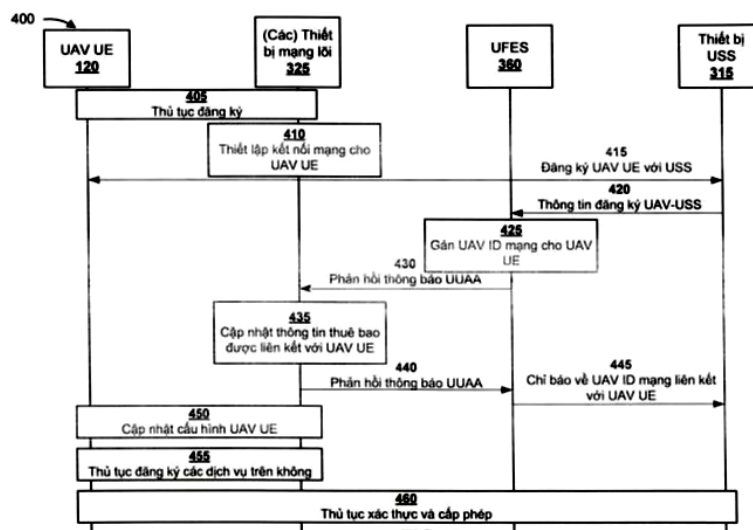 400
UAV UE
120
(Các) Thiết
bị mạng lõi
325
UFES
360
Thiết bị
USS
315
405
Thủ tục đăng ký
410
Thiết lập kết nối mạng cho
UAV UE
415
Đăng ký UAV UE với USS
420
Thông tin đăng ký UAV-USS
425
Gán UAV ID mạng cho UAV
UE
430
Phản hồi thông báo UUAA
435
Cập nhật thông tin thuê bao
được liên kết với UAV UE
440
Phản hồi thông báo UUAA
445
Chỉ báo về UAV ID mạng liên kết
với UAV UE
450
Cập nhật cấu hình UAV UE
455
Thủ tục đăng ký các dịch vụ trên không
460
Thủ tục xác thực và cấp phép